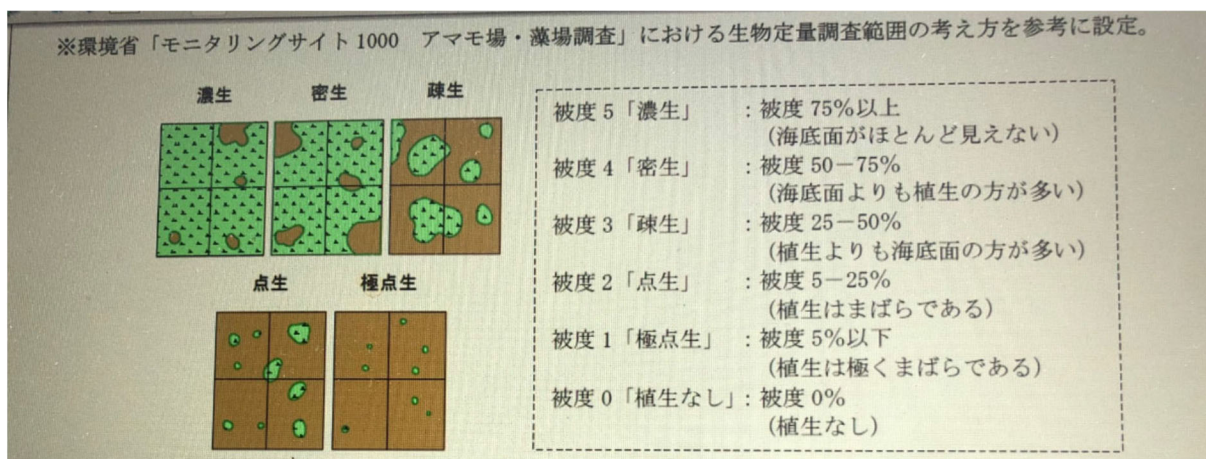 ※環境省「モニタリングサイト1000　アマモ場・藻場調査」における生物定量調査範囲の考え方を参考に設定。
濃生　密生　疎生
点生　極点生
被度 5「濃生」　：被度 75%以上
(海底面がほとんど見えない)
被度 4「密生」　：被度 50－75%
(海底面よりも植生の方が多い)
被度 3「疎生」　：被度 25－50%
(植生よりも海底面の方が多い)
被度 2「点生」　：被度 5－25%
(植生はまばらである)
被度 1「極点生」　：被度 5%以下
(植生は極くまばらである)
被度 0「植生なし」：被度 0%
(植生なし)